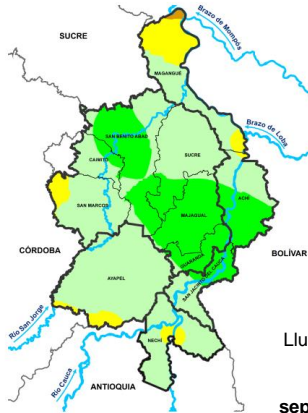 SUCRE
Brazo de Mompós
MAGANGUÉ
Brazo de Loba
SAN BENITO ABAD
CAIMITO
SUCRE
SAN MARCOS
ACHÍ
MAJAGUAL
CÓRDOBA
GUARANDA
BOLÍVAR
SAN JACINTO DEL CAUCA
AYAPEL
Río San Jorge
Llu
NECHÍ
Río Cauca
ANTIOQUIA
sep